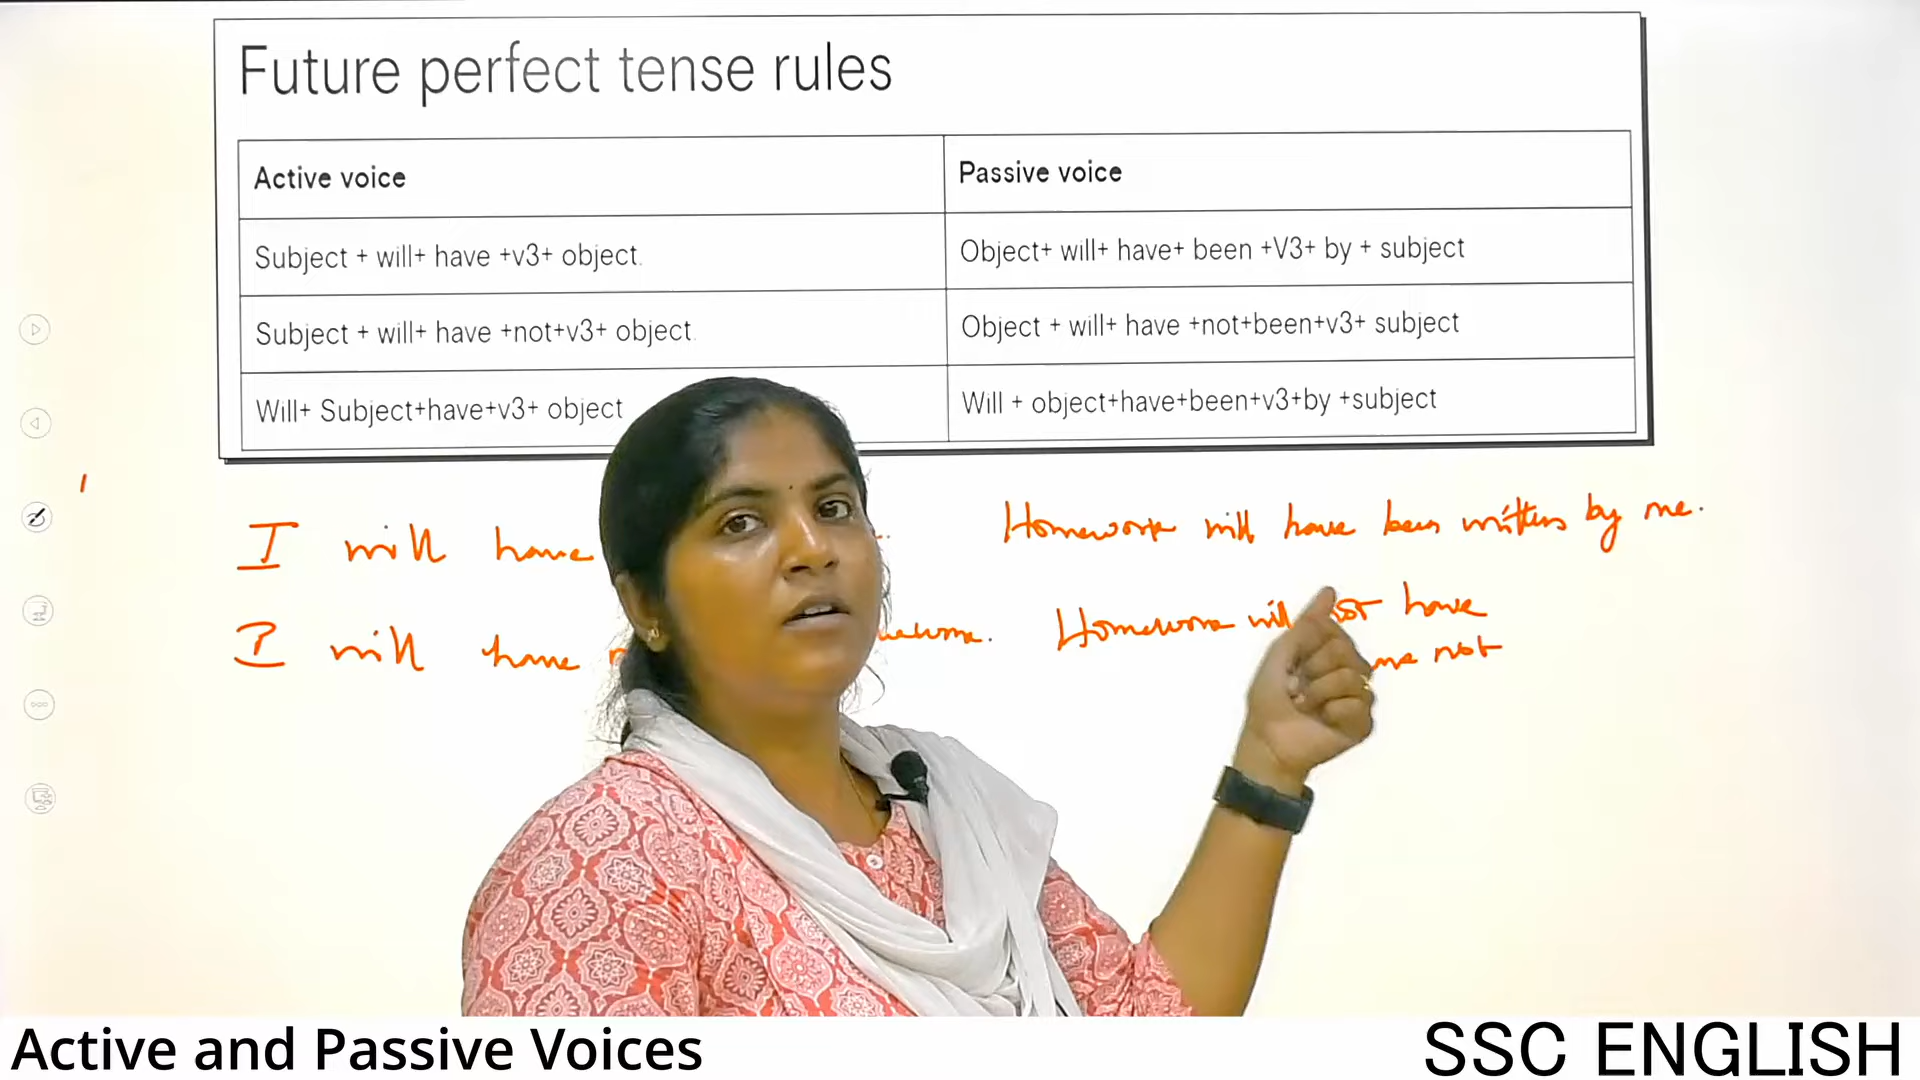 Future perfect tense rules
Active voice
Passive voice
Subject + will+ have +v3+ object.
Object+ will+ have+ been +V3+ by + subject
Subject + will+ have +not+v3+ object.
Object + will+ have +not+been+v3+ subject
Will+ Subject+have+v3+ object
Will + object+have+been+v3+by +subject
I will have
Homework will have been written by me.
I will have
Homework will not have
not
Active and Passive Voices
SSC ENGLISH